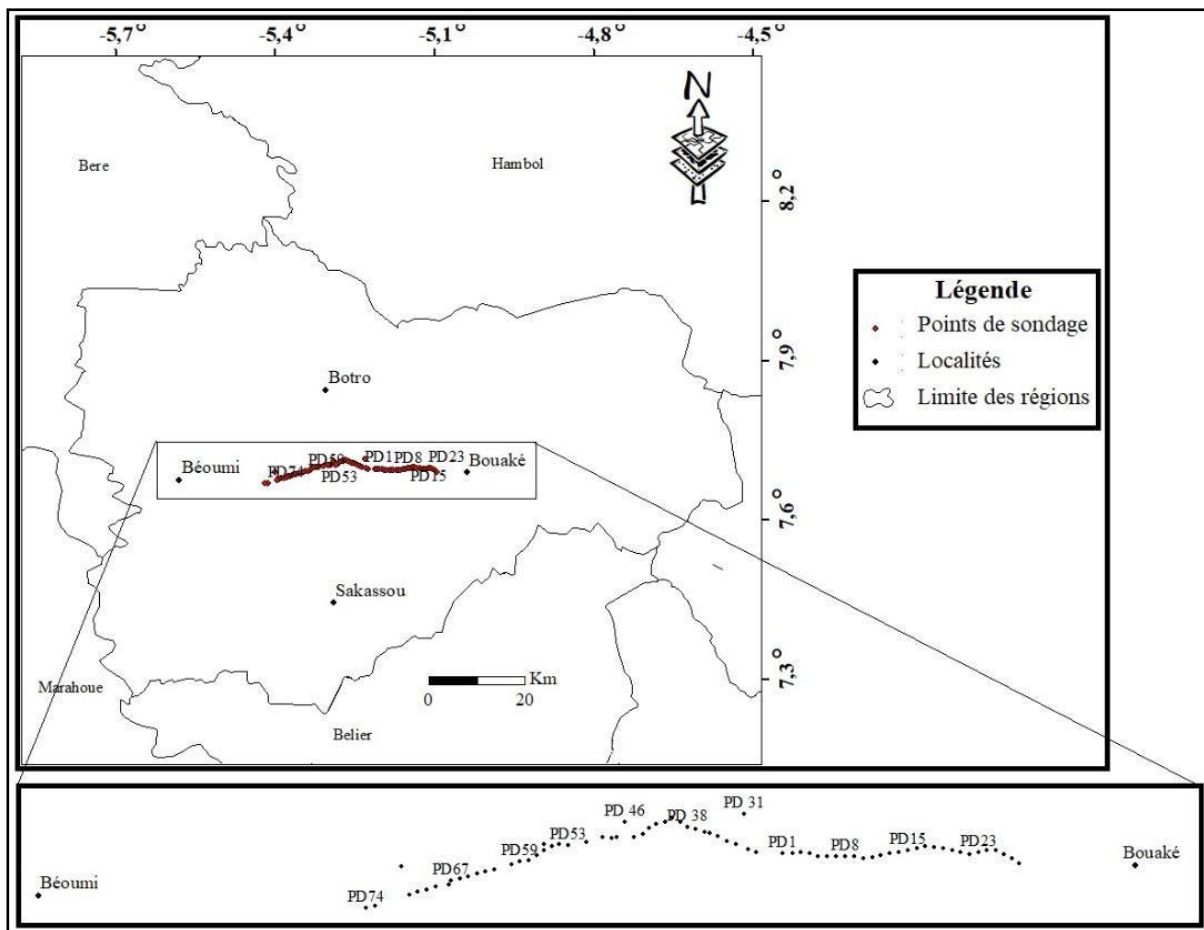 -5,7° -5,4° -5,1° -4,8° -4,5°
N
Bere
Hambol
8,2°
Légende
Points de sondage
Localités
Limite des régions
7,9°
Botro
Béoumi
PD74
PD59
PD53
PD1
PD8
PD23
PD15
Bouaké
7,6°
Sakassou
Km
0 20
7,3°
Marahoue
Belier
PD 31
PD 46
PD 38
PD53
PD1
PD8
PD15
PD23
PD59
PD67
Bouaké
Béoumi
PD74